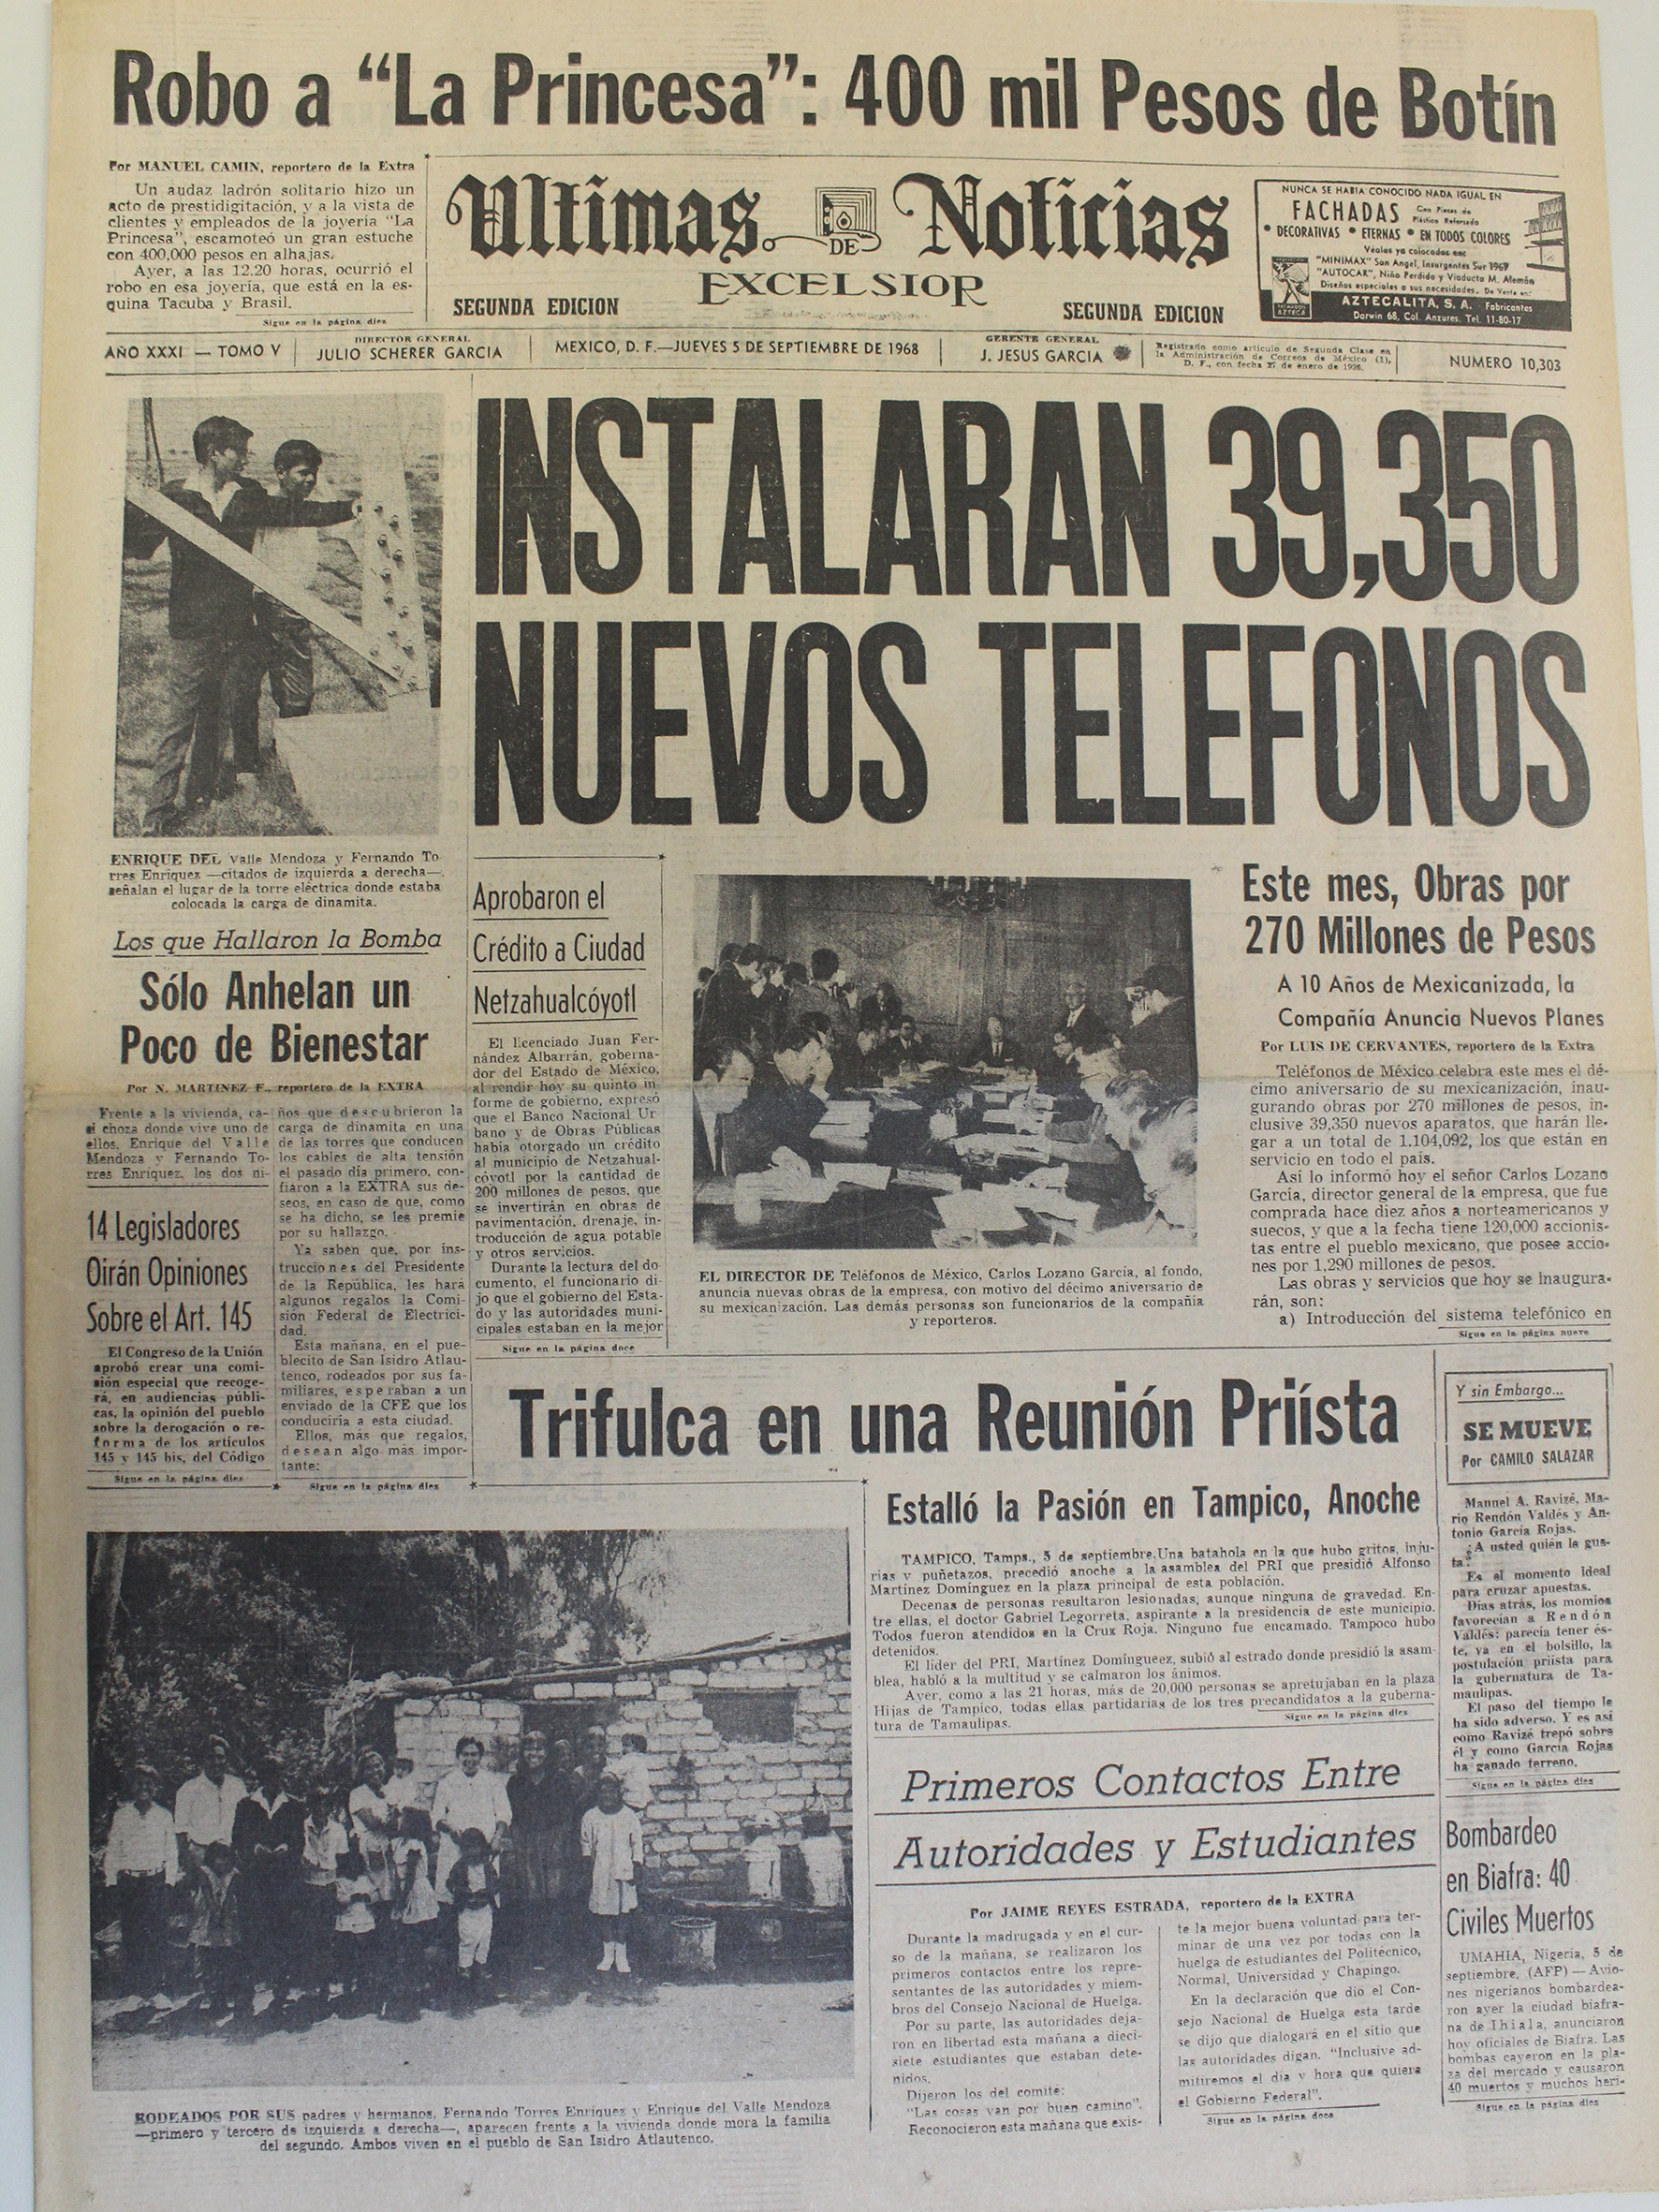 Robo a “La Princesa”: 400 mil Pesos de Botín
Por MANUEL CAMIN, reportero de la Extra
Un audaz ladrón solitario hizo un
acto de prestidigitación, y a la vista de
clientes y empleados de la joyería "La
Princesa", escamoteó un gran estuche
con 400,000 pesos en alhajas.
Ayer, a las 12.20 horas, ocurrió el
robo en esa joyería, que está en la es-
quina Tacuba y Brasil.
Sigue en la página diez
Ultimas DE Noticias
EXCELSIOR
SEGUNDA EDICION
SEGUNDA EDICION
NUNCA SE HABIA CONOCIDO NADA IGUAL EN
FACHADAS Con Piezas de
Plástico Reforzado
• DECORATIVAS • ETERNAS • EN TODOS COLORES
Véalas ya colocadas en:
"MINIMAX" San Angel, Insurgentes Sur 1967
"AUTOCAR", Niño Perdido y Viaducto M. Alemán
Diseños especiales a sus necesidades. De Venta en:
AZTECALITA, S. A. Fabricantes
Darwin 68, Col. Anzures. Tel. 11-80-17
AÑO XXXI — TOMO V
DIRECTOR GENERAL
JULIO SCHERER GARCIA
MEXICO, D. F.—JUEVES 5 DE SEPTIEMBRE DE 1968
GERENTE GENERAL
J. JESUS GARCIA
Registrado como artículo de Segunda Clase en
la Administración de Correos de México (1),
D. F., con fecha 27 de enero de 1936.
NUMERO 10,303
INSTALARAN 39,350
NUEVOS TELEFONOS
ENRIQUE DEL Valle Mendoza y Fernando To-
rres Enríquez —citados de izquierda a derecha—,
señalan el lugar de la torre eléctrica donde estaba
colocada la carga de dinamita.
Los que Hallaron la Bomba
Sólo Anhelan un
Poco de Bienestar
Por N. MARTINEZ F., reportero de la EXTRA
Frente a la vivienda, ca-
si choza donde vive uno de
ellos, Enrique del Valle
Mendoza y Fernando To-
rres Enríquez, los dos ni-
ños que descubrieron la
carga de dinamita en una
de las torres que conducen
los cables de alta tensión
el pasado día primero, con-
fiaron a la EXTRA sus de-
seos, en caso de que, como
se ha dicho, se les premie
por su hallazgo.
Ya saben que, por ins-
trucciones del Presidente
de la República, les hará
algunos regalos la Comi-
sión Federal de Electrici-
dad.
Esta mañana, en el pue-
blecito de San Isidro Atlau-
tenco, rodeados por sus fa-
miliares, esperaban a un
enviado de la CFE que los
conduciría a esta ciudad.
Ellos, más que regalos,
desean algo más impor-
tante:
Sigue en la página diez
14 Legisladores
Oirán Opiniones
Sobre el Art. 145
El Congreso de la Unión
aprobó crear una comi-
sión especial que recoge-
rá, en audiencias públi-
cas, la opinión del pueblo
sobre la derogación o re-
forma de los artículos
145 y 145 bis, del Código
Sigue en la página diez
Aprobaron el
Crédito a Ciudad
Netzahualcóyotl
El licenciado Juan Fer-
nández Albarrán, goberna-
dor del Estado de México,
al rendir hoy su quinto in
forme de gobierno, expresó
que el Banco Nacional Ur
bano y de Obras Públicas
había otorgado un crédito
al municipio de Netzahual-
cóyotl por la cantidad de
200 millones de pesos, que
se invertirán en obras de
pavimentación, drenaje, in-
troducción de agua potable
y otros servicios.
Durante la lectura del do-
cumento, el funcionario di-
jo que el gobierno del Esta-
do y las autoridades muni-
cipales estaban en la mejor
Sigue en la página doce
EL DIRECTOR DE Teléfonos de México, Carlos Lozano García, al fondo,
anuncia nuevas obras de la empresa, con motivo del décimo aniversario de
su mexicanización. Las demás personas son funcionarios de la compañía
y reporteros.
Este mes, Obras por
270 Millones de Pesos
A 10 Años de Mexicanizada, la
Compañía Anuncia Nuevos Planes
Por LUIS DE CERVANTES, reportero de la Extra
Teléfonos de México celebra este mes el dé-
cimo aniversario de su mexicanización, inau-
gurando obras por 270 millones de pesos, in-
clusive 39,350 nuevos aparatos, que harán lle-
gar a un total de 1.104,092, los que están en
servicio en todo el país.
Así lo informó hoy el señor Carlos Lozano
García, director general de la empresa, que fue
comprada hace diez años a norteamericanos y
suecos, y que a la fecha tiene 120,000 accionis-
tas entre el pueblo mexicano, que posee accio-
nes por 1,290 millones de pesos.
Las obras y servicios que hoy se inaugura-
rán, son:
a) Introducción del sistema telefónico en
Sigue en la página nueve
Trifulca en una Reunión Priísta
Estalló la Pasión en Tampico, Anoche
TAMPICO, Tamps., 5 de septiembre.Una batahola en la que hubo gritos, inju-
rias y puñetazos, precedió anoche a la asamblea del PRI que presidió Alfonso
Martínez Domínguez en la plaza principal de esta población.
Decenas de personas resultaron lesionadas, aunque ninguna de gravedad. En-
tre ellas, el doctor Gabriel Legorreta, aspirante a la presidencia de este municipio.
Todos fueron atendidos en la Cruz Roja. Ninguno fue encamado. Tampoco hubo
detenidos.
El líder del PRI, Martínez Domíngueez, subió al estrado donde presidió la asam-
blea, habló a la multitud y se calmaron los ánimos.
Ayer, como a las 21 horas, más de 20,000 personas se apretujaban en la plaza
Hijas de Tampico, todas ellas partidarias de los tres precandidatos a la guberna-
tura de Tamaulipas.
Sigue en la página diez
Y sin Embargo...
SE MUEVE
Por CAMILO SALAZAR
Manuel A. Ravizé, Ma-
rio Rendón Valdés y An-
tonio García Rojas.
¿A usted quién le gus-
ta?
Es el momento ideal
para cruzar apuestas.
Días atrás, los momios
favorecían a Rendón
Valdés: parecía tener és-
te, ya en el bolsillo, la
postulación priísta para
la gubernatura de Ta-
maulipas.
El paso del tiempo le
ha sido adverso. Y es así
como Ravizé trepó sobre
él y como García Rojas
ha ganado terreno.
Sigue en la página diez
Primeros Contactos Entre
Autoridades y Estudiantes
Por JAIME REYES ESTRADA, reportero de la EXTRA
Durante la madrugada y en el cur-
so de la mañana, se realizaron los
primeros contactos entre los repre-
sentantes de las autoridades y miem-
bros del Consejo Nacional de Huelga.
Por su parte, las autoridades deja-
ron en libertad esta mañana a dieci-
siete estudiantes que estaban dete-
nidos.
Dijeron los del comité:
"Las cosas van por buen camino".
Reconocieron esta mañana que exis-
te la mejor buena voluntad para ter-
minar de una vez por todas con la
huelga de estudiantes del Politécnico,
Normal, Universidad y Chapingo.
En la declaración que dio el Con-
sejo Nacional de Huelga esta tarde
se dijo que dialogará en el sitio que
las autoridades digan. "Inclusive ad-
mitiremos el día y hora que quiera
el Gobierno Federal".
Sigue en la página doce
Bombardeo
en Biafra: 40
Civiles Muertos
UMAHIA, Nigeria, 5 de
septiembre, (AFP) — Avio-
nes nigerianos bombardea-
ron ayer la ciudad biafra-
na de Ihiala, anunciaron
hoy oficiales de Biafra. Las
bombas cayeron en la pla-
za del mercado y causaron
40 muertos y muchos heri-
Sigue en la página diez
RODEADOS POR SUS padres y hermanos, Fernando Torres Enríquez y Enrique del Valle Mendoza
—primero y tercero de izquierda a derecha—, aparecen frente a la vivienda donde mora la familia
del segundo. Ambos viven en el pueblo de San Isidro Atlautenco.